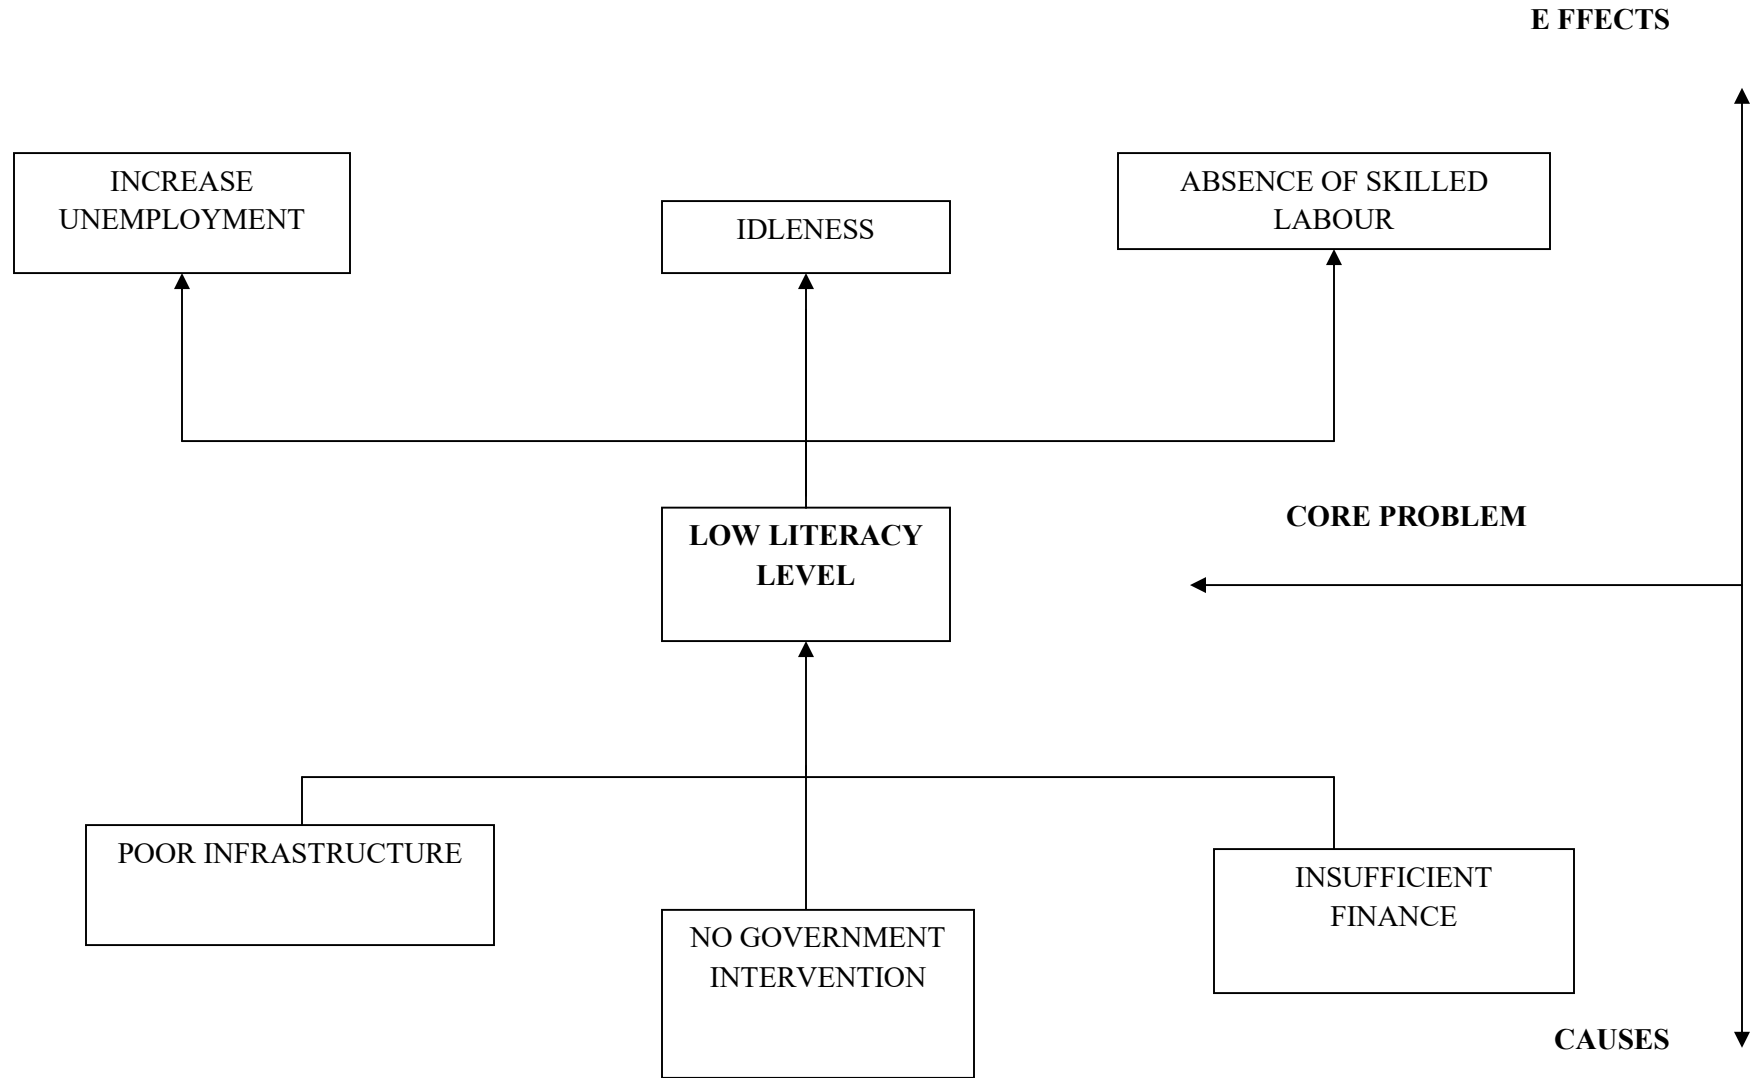 E FFECTS
INCREASE
UNEMPLOYMENT
IDLENESS
ABSENCE OF SKILLED
LABOUR
LOW LITERACY
LEVEL
CORE PROBLEM
POOR INFRASTRUCTURE
NO GOVERNMENT
INTERVENTION
INSUFFICIENT
FINANCE
CAUSES